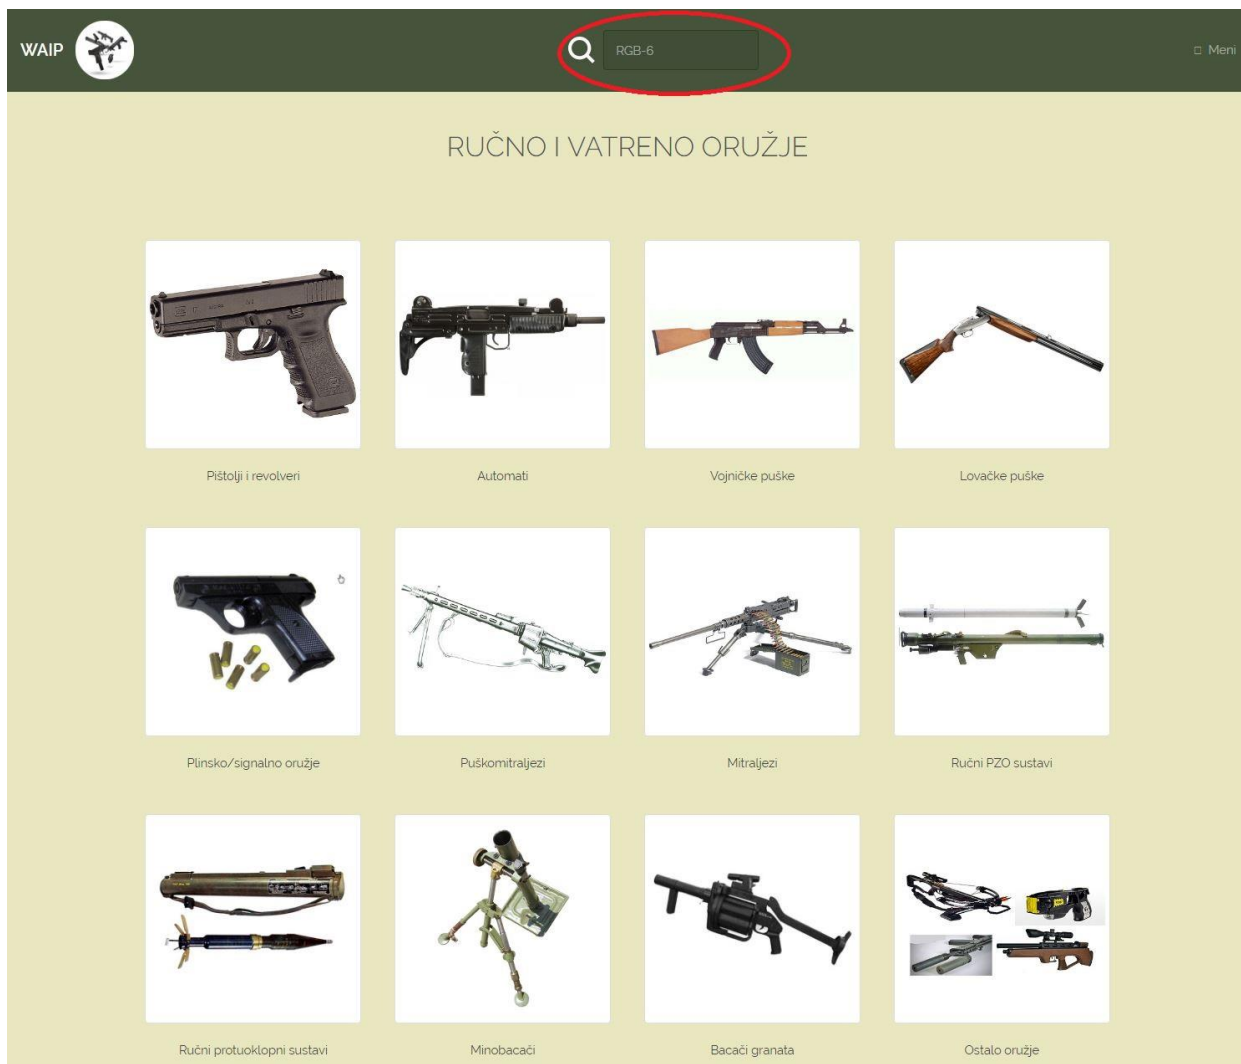 WAIP
RGB-6
Meni
RUČNO I VATRENO ORUŽJE
Pištolji i revolveri
Automati
Vojničke puške
Lovačke puške
Plinsko/signalno oružje
Puškomitraljezi
Mitraljezi
Ručni PZO sustavi
Ručni protuoklopni sustavi
Minobacači
Bacači granata
Ostalo oružje